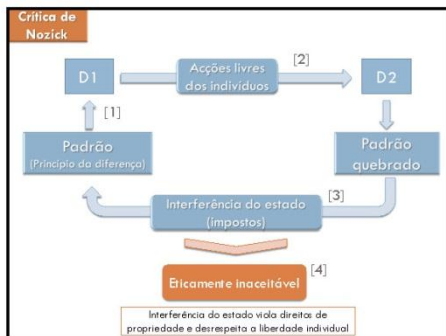 Crítica de
Nozick
D1
Acções livres
dos indivíduos
[2]
D2
[1]
Padrão
(Princípio da diferença)
Padrão
quebrado
Interferência do estado
(impostos)
[3]
[4]
Eticamente inaceitável
Interferência do estado viola direitos de
propriedade e desrespeita a liberdade individual